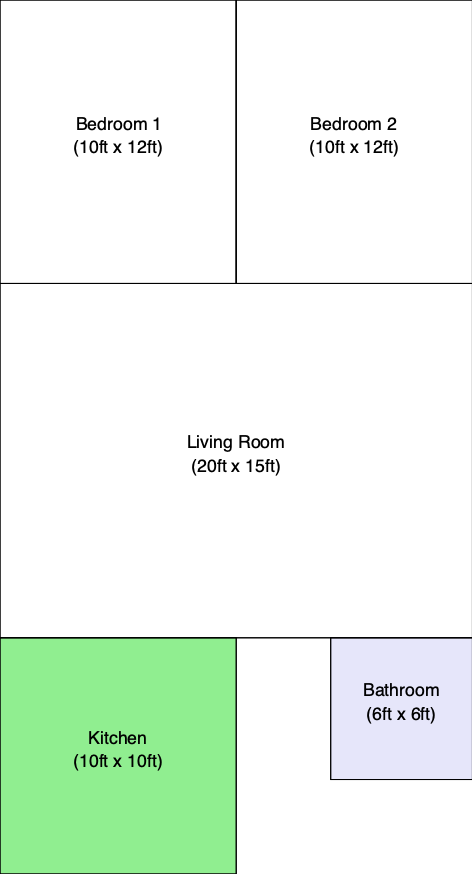 Bedroom 1
(10ft x 12ft)
Bedroom 2
(10ft x 12ft)
Living Room
(20ft x 15ft)
Kitchen
(10ft x 10ft)
Bathroom
(6ft x 6ft)